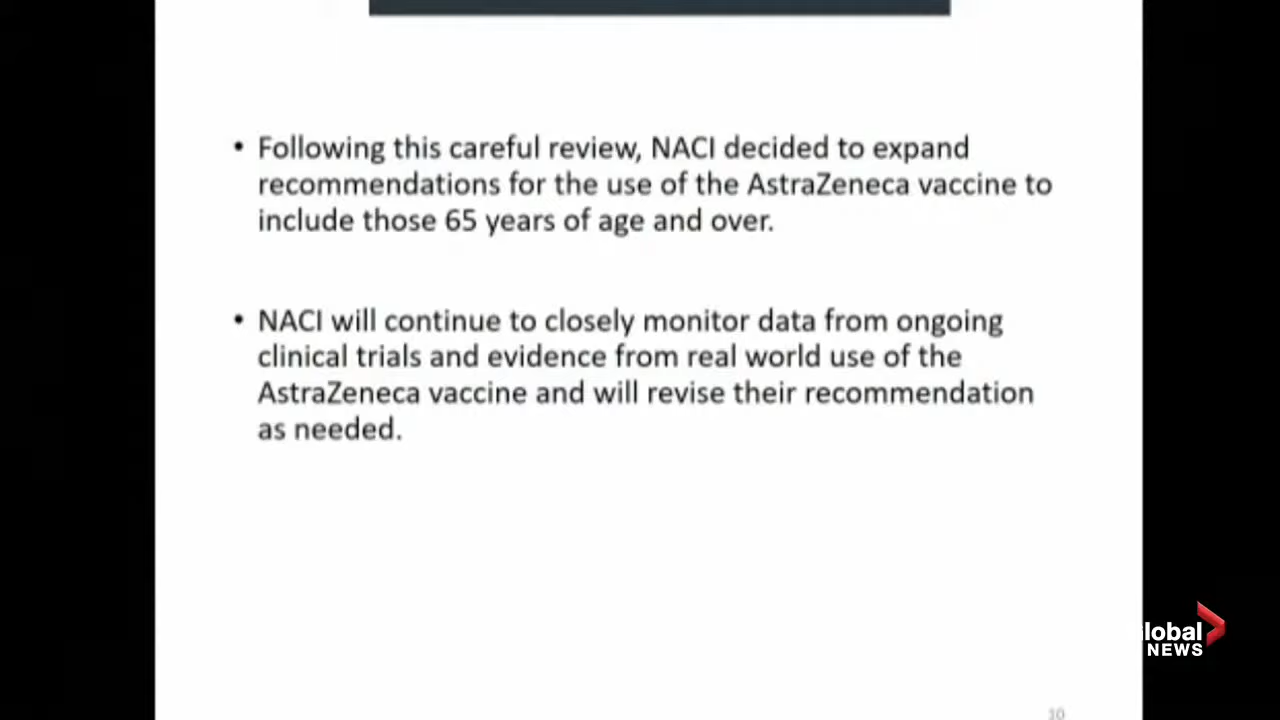 • Following this careful review, NACI decided to expand
recommendations for the use of the AstraZeneca vaccine to
include those 65 years of age and over.
• NACI will continue to closely monitor data from ongoing
clinical trials and evidence from real world use of the
AstraZeneca vaccine and will revise their recommendation
as needed.
Global
NEWS
10